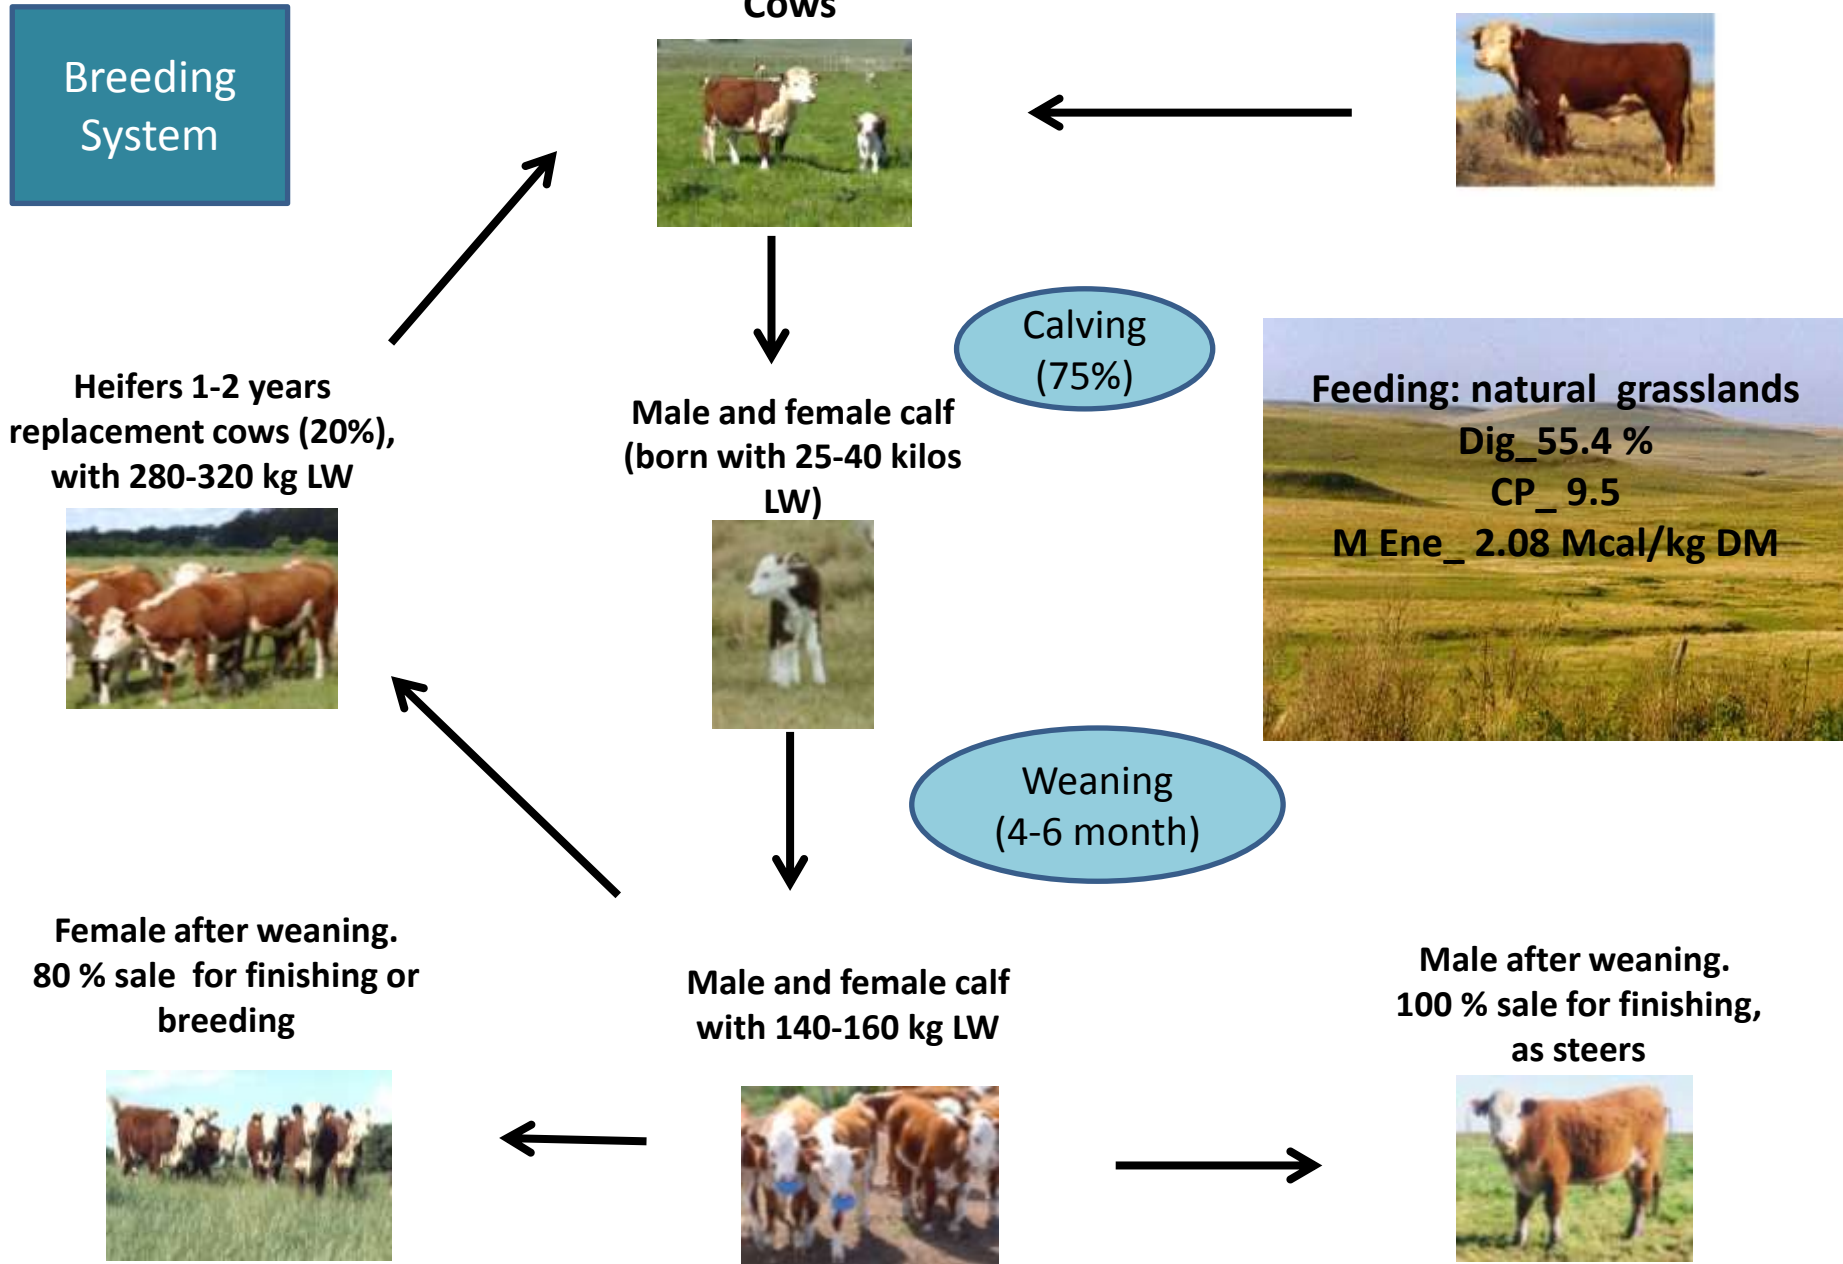 Cows
Breeding
System
Calving
(75%)
Heifers 1-2 years
replacement cows (20%),
with 280-320 kg LW
Male and female calf
(born with 25-40 kilos
LW)
Feeding: natural grasslands
Dig_55.4 %
CP_ 9.5
M Ene_ 2.08 Mcal/kg DM
Weaning
(4-6 month)
Female after weaning.
80 % sale for finishing or
breeding
Male and female calf
with 140-160 kg LW
Male after weaning.
100 % sale for finishing,
as steers